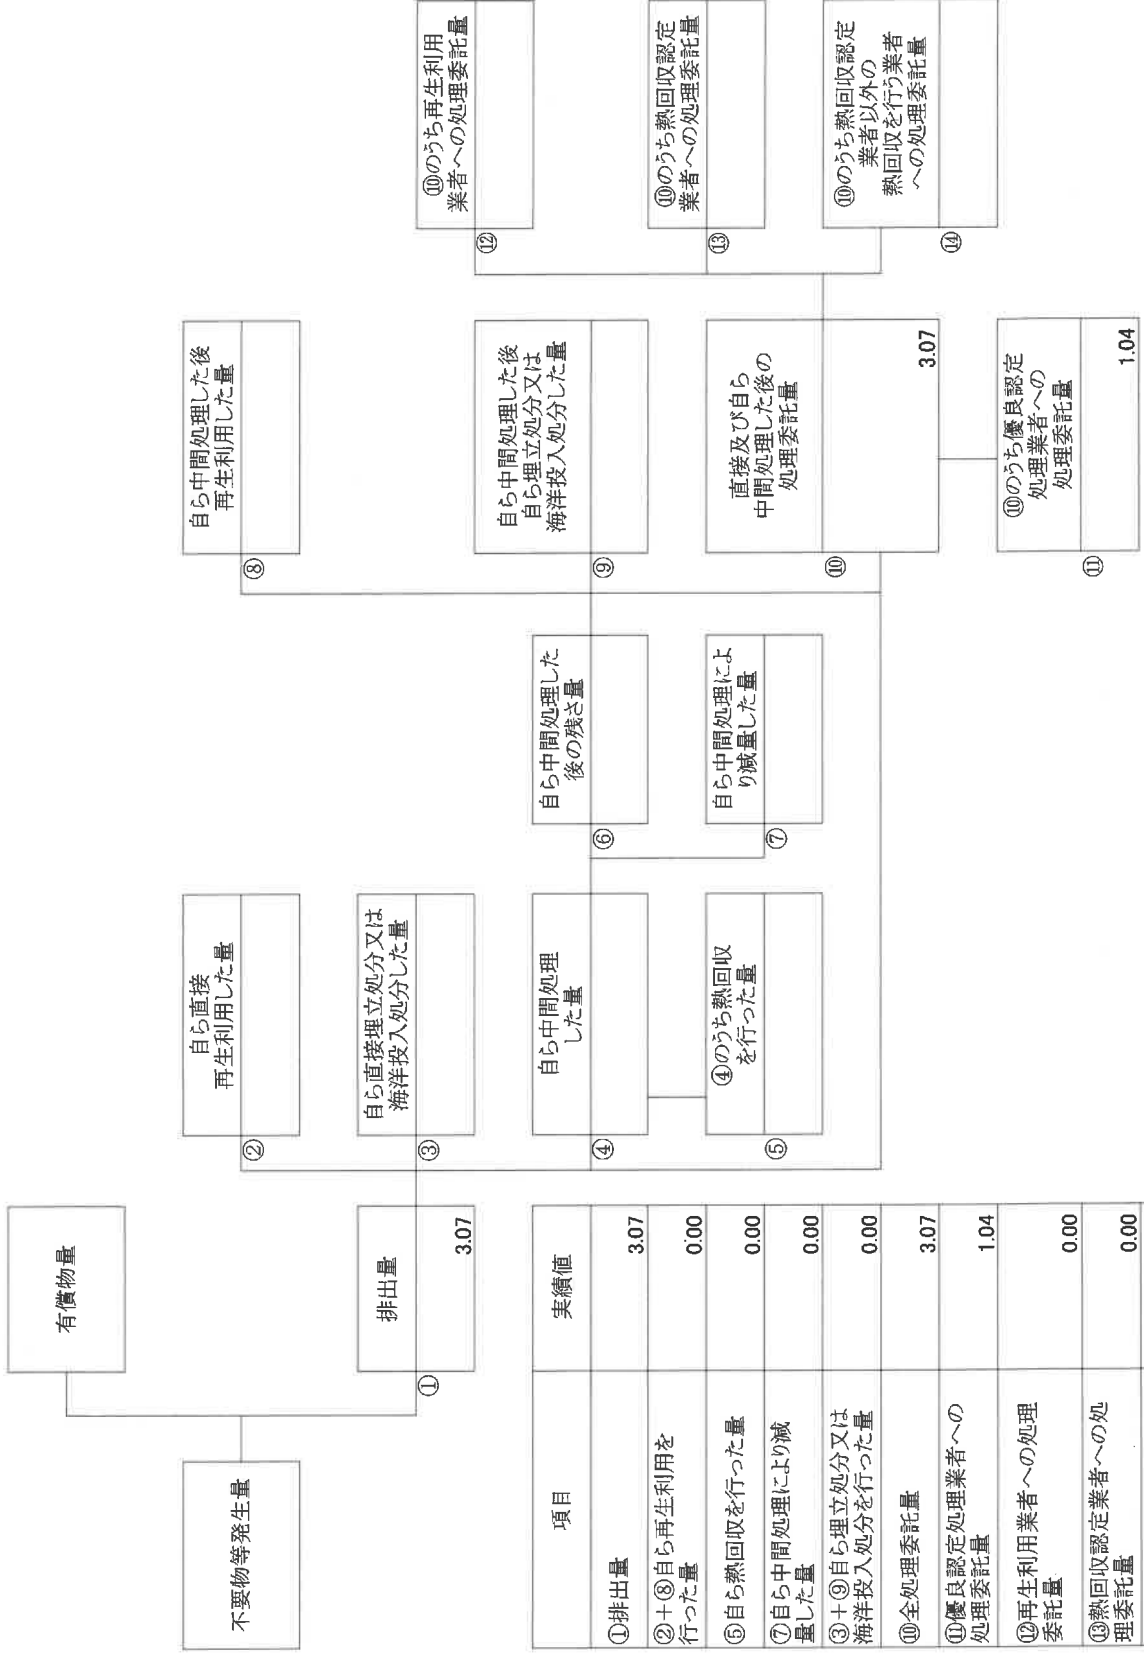 有償物量
不要物等発生量
排出量
①
3.07
自ら直接
再生利用した量
②
自ら直接埋立処分又は
海洋投入処分した量
③
自ら中間処理
した量
④
④のうち熱回収
を行った量
⑤
自ら中間処理した
後の残さ量
⑥
自ら中間処理によ
り減量した量
⑦
自ら中間処理した後
再生利用した量
⑧
自ら中間処理した後
自ら埋立処分又は
海洋投入処分した量
⑨
直接及び自ら
中間処理した後の
処理委託量
⑩
3.07
⑩のうち優良認定
処理業者への
処理委託量
⑪
1.04
⑩のうち再生利用
業者への処理委託量
⑫
⑩のうち熱回収認定
業者への処理委託量
⑬
⑩のうち熱回収認定
業者以外の
熱回収を行う業者
への処理委託量
⑭
項目
実績値
①排出量
3.07
②+⑧自ら再生利用を
行った量
0.00
⑤自ら熱回収を行った量
0.00
⑦自ら中間処理により減
量した量
0.00
③+⑨自ら埋立処分又は
海洋投入処分を行った量
0.00
⑩全処理委託量
3.07
⑪優良認定処理業者への
処理委託量
1.04
⑫再生利用業者への処理
委託量
0.00
⑬熱回収認定業者への処
理委託量
0.00